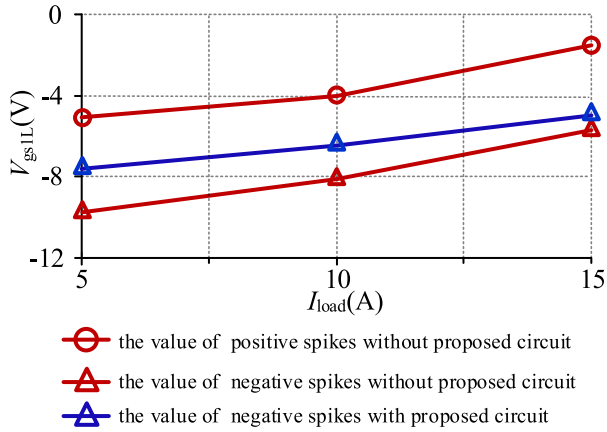 0
-4
-8
-12
Vgs1L(V)
5
10
15
Iload(A)
the value of positive spikes without proposed circuit
the value of negative spikes without proposed circuit
the value of negative spikes with proposed circuit